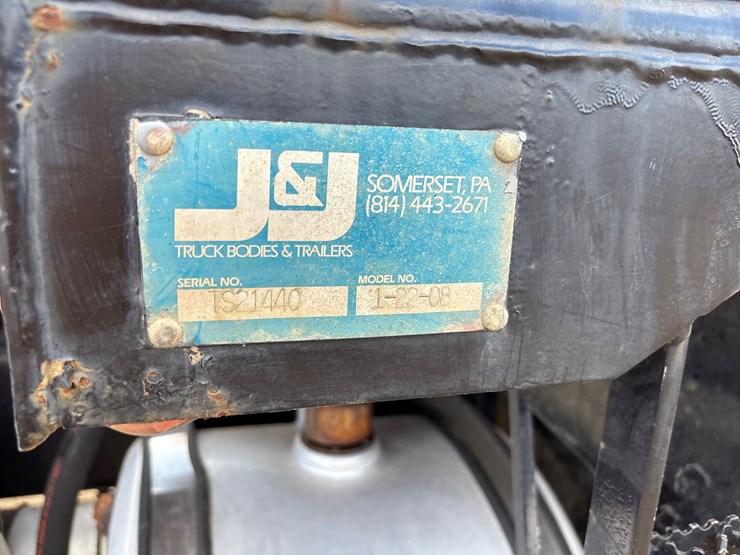 J&J
SOMERSET, PA
(814) 443-2671
TRUCK BODIES & TRAILERS
SERIAL NO. MODEL NO.
TS21440 1-22-08